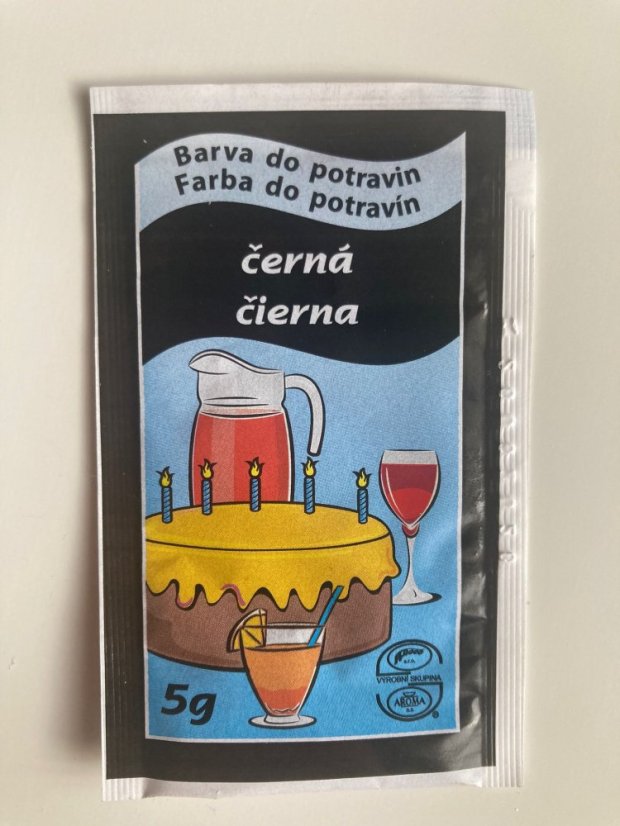 Barva do potravin
Farba do potravín
černá
čierna
5g
s.r.o.
VÝROBNÍ SKUPINA
AROMA
a.s.
®